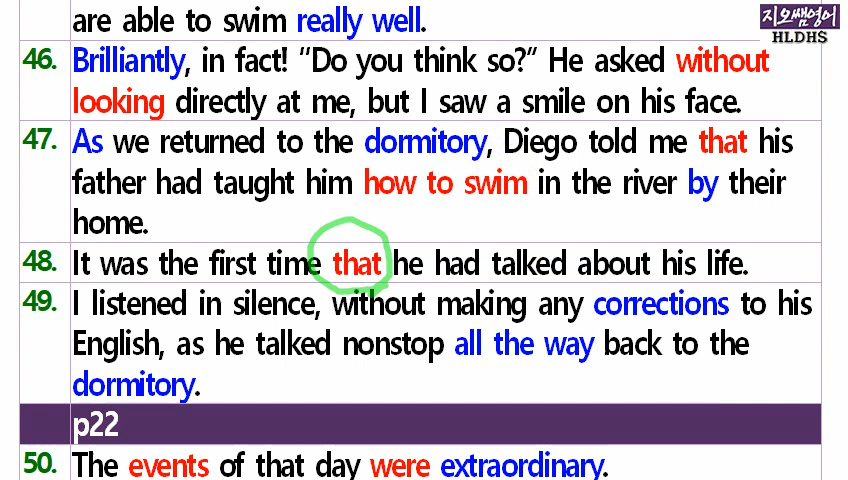 지오쌤영어
HLDHS
are able to swim really well.
46. Brilliantly, in fact! "Do you think so?" He asked without
looking directly at me, but I saw a smile on his face.
47. As we returned to the dormitory, Diego told me that his
father had taught him how to swim in the river by their
home.
48. It was the first time that he had talked about his life.
49. I listened in silence, without making any corrections to his
English, as he talked nonstop all the way back to the
dormitory.
p22
50. The events of that day were extraordinary.